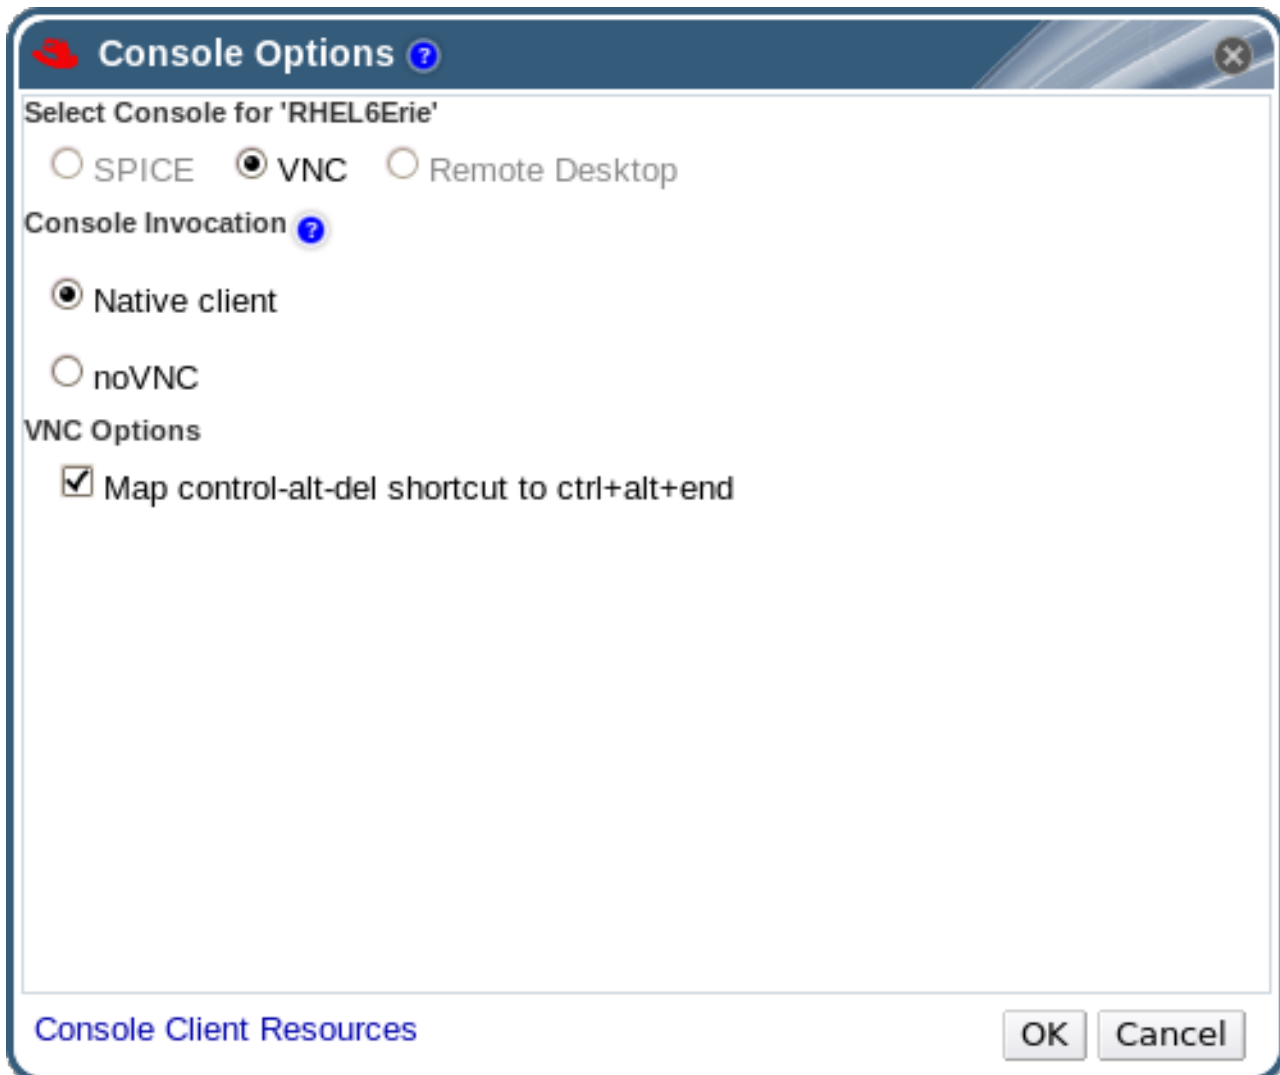 Console Options ?
Select Console for 'RHEL6Erie'
SPICE VNC Remote Desktop
Console Invocation ?
Native client
noVNC
VNC Options
Map control-alt-del shortcut to ctrl+alt+end
Console Client Resources OK Cancel